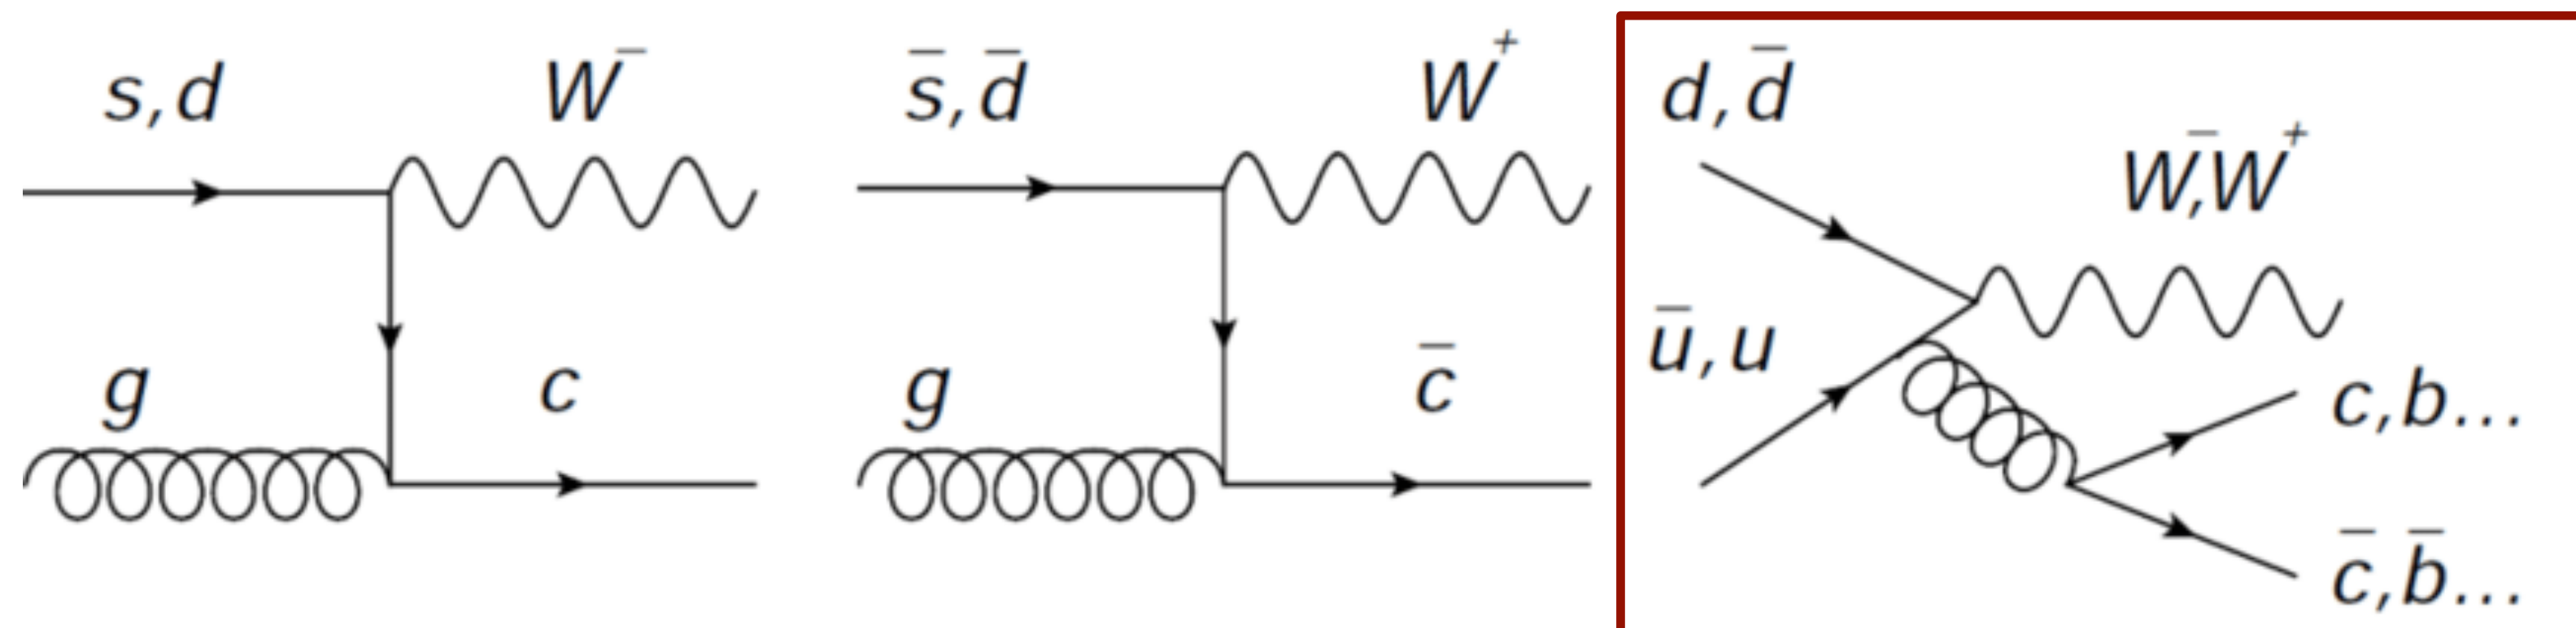 s,d
W⁻
g
c
s̄,d̄
W⁺
g
c̄
d,d̄
W⁻,W⁺
ū,u
c,b...
c̄,b̄...